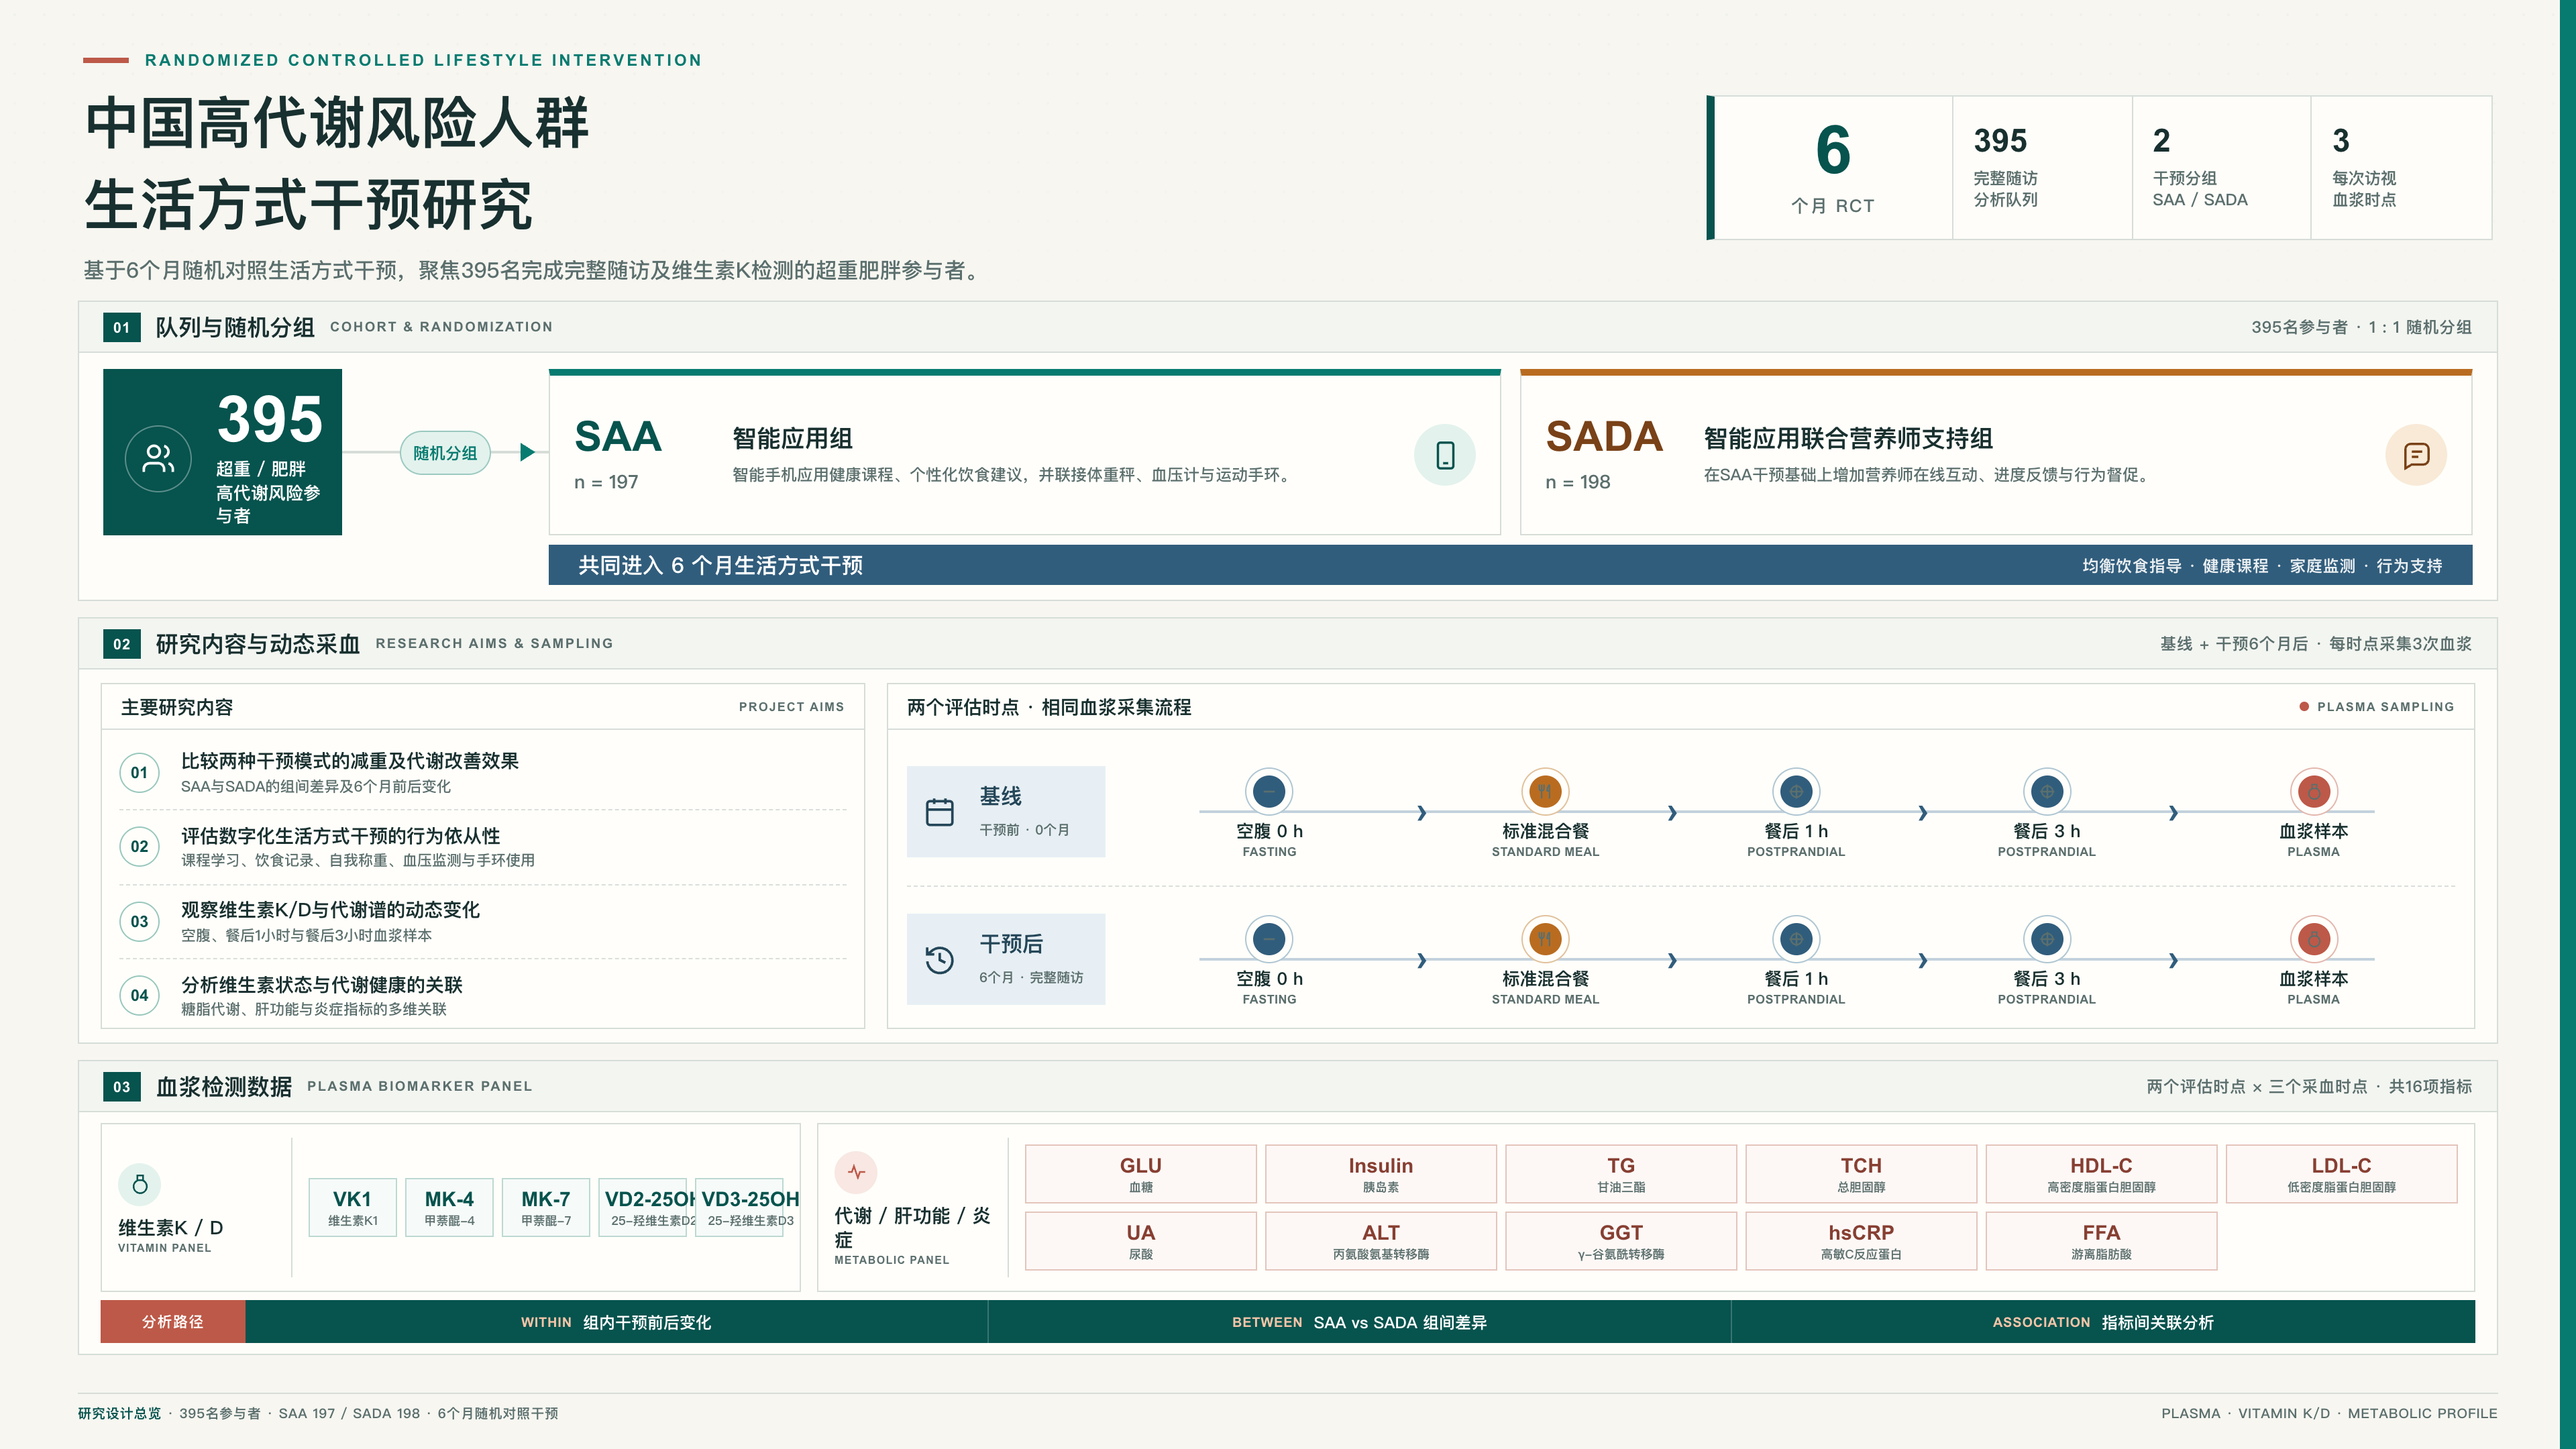 RANDOMIZED CONTROLLED LIFESTYLE INTERVENTION
中国高代谢风险人群
生活方式干预研究
基于6个月随机对照生活方式干预，聚焦395名完成完整随访及维生素K检测的超重肥胖参与者。
6
个月 RCT
395
完整随访
分析队列
2
干预分组
SAA / SADA
3
每次访视
血浆时点
01 队列与随机分组 COHORT & RANDOMIZATION
395名参与者 · 1 : 1 随机分组
395
超重 / 肥胖
高代谢风险参
与者
随机分组
SAA
n = 197
智能应用组
智能手机应用健康课程、个性化饮食建议，并联接体重秤、血压计与运动手环。
SADA
n = 198
智能应用联合营养师支持组
在SAA干预基础上增加营养师在线互动、进度反馈与行为督促。
共同进入 6 个月生活方式干预
均衡饮食指导 · 健康课程 · 家庭监测 · 行为支持
02 研究内容与动态采血 RESEARCH AIMS & SAMPLING
基线 + 干预6个月后 · 每时点采集3次血浆
主要研究内容
PROJECT AIMS
01
比较两种干预模式的减重及代谢改善效果
SAA与SADA的组间差异及6个月前后变化
02
评估数字化生活方式干预的行为依从性
课程学习、饮食记录、自我称重、血压监测与手环使用
03
观察维生素K/D与代谢谱的动态变化
空腹、餐后1小时与餐后3小时血浆样本
04
分析维生素状态与代谢健康的关联
糖脂代谢、肝功能与炎症指标的多维关联
两个评估时点 · 相同血浆采集流程
PLASMA SAMPLING
基线
干预前 · 0个月
空腹 0 h
FASTING
标准混合餐
STANDARD MEAL
餐后 1 h
POSTPRANDIAL
餐后 3 h
POSTPRANDIAL
血浆样本
PLASMA
干预后
6个月 · 完整随访
空腹 0 h
FASTING
标准混合餐
STANDARD MEAL
餐后 1 h
POSTPRANDIAL
餐后 3 h
POSTPRANDIAL
血浆样本
PLASMA
03 血浆检测数据 PLASMA BIOMARKER PANEL
两个评估时点 × 三个采血时点 · 共16项指标
维生素K / D
VITAMIN PANEL
VK1
维生素K1
MK-4
甲萘醌-4
MK-7
甲萘醌-7
VD2-25OH
25-羟维生素D2
VD3-25OH
25-羟维生素D3
代谢 / 肝功能 / 炎
症
METABOLIC PANEL
GLU
血糖
Insulin
胰岛素
TG
甘油三酯
TCH
总胆固醇
HDL-C
高密度脂蛋白胆固醇
LDL-C
低密度脂蛋白胆固醇
UA
尿酸
ALT
丙氨酸氨基转移酶
GGT
γ-谷氨酰转移酶
hsCRP
高敏C反应蛋白
FFA
游离脂肪酸
分析路径
WITHIN 组内干预前后变化
BETWEEN SAA vs SADA 组间差异
ASSOCIATION 指标间关联分析
研究设计总览 · 395名参与者 · SAA 197 / SADA 198 · 6个月随机对照干预
PLASMA · VITAMIN K/D · METABOLIC PROFILE